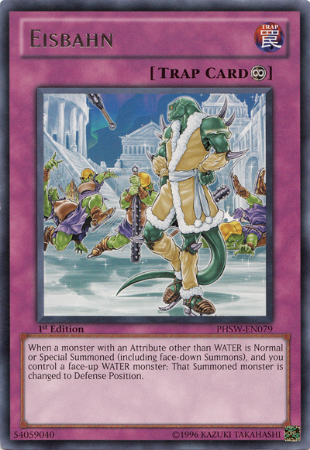 Eisbahn
TRAP
罠
[Trap Card∞]
1st Edition
PHSW-EN079
When a monster with an Attribute other than WATER is Normal
or Special Summoned (including face-down Summons), and you
control a face-up WATER monster: That Summoned monster is
changed to Defense Position.
54059040
©1996 KAZUKI TAKAHASHI